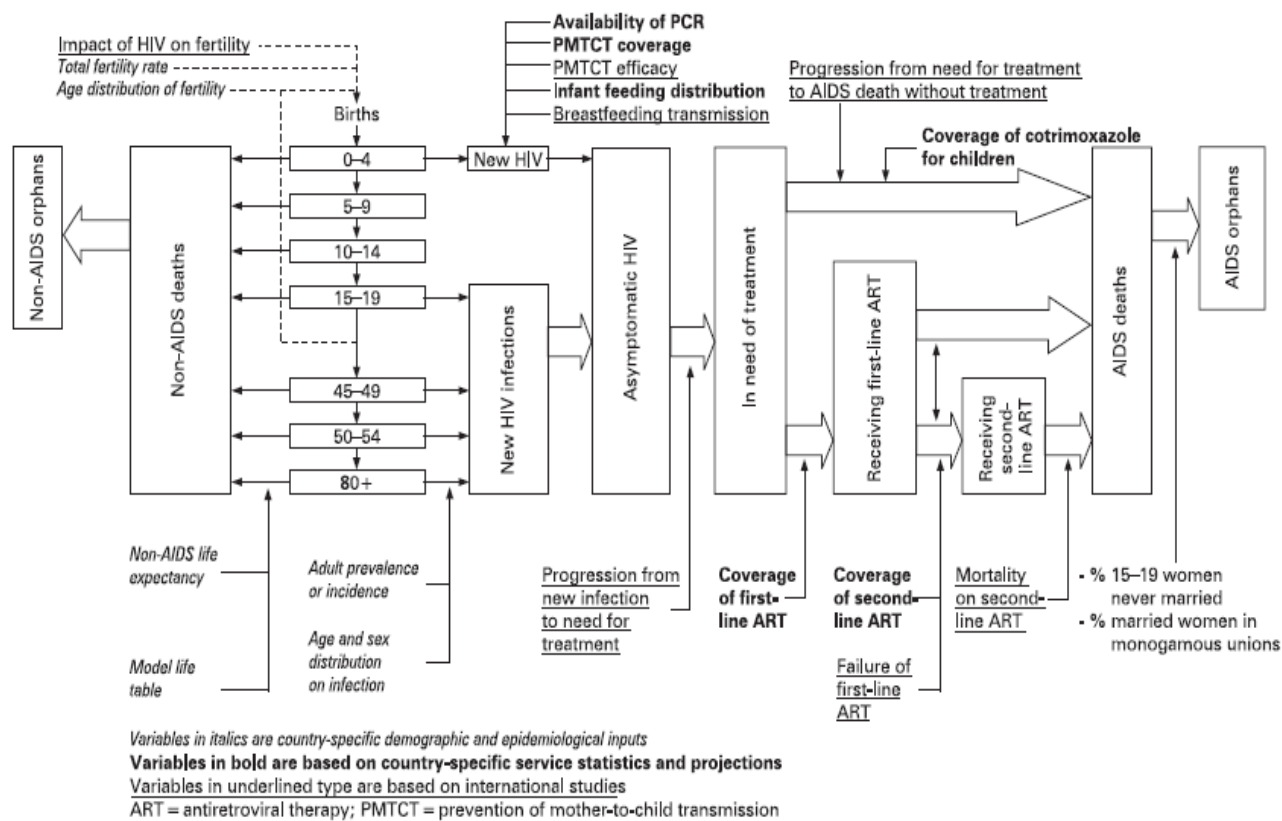 Impact of HIV on fertility
Total fertility rate
Age distribution of fertility
Births
Availability of PCR
PMTCT coverage
PMTCT efficacy
Infant feeding distribution
Breastfeeding transmission
Progression from need for treatment
to AIDS death without treatment
Coverage of cotrimoxazole
for children
Non-AIDS orphans
Non-AIDS deaths
0–4
5–9
10–14
15–19
45–49
50–54
80+
New HIV
New HIV infections
Asymptomatic HIV
In need of treatment
Receiving first-line ART
Receiving
second-
line ART
AIDS deaths
AIDS orphans
Non-AIDS life
expectancy
Model life
table
Adult prevalence
or incidence
Age and sex
distribution
on infection
Progression from
new infection
to need for
treatment
Coverage
of first-
line ART
Coverage
of second-
line ART
Failure of
first-line
ART
Mortality
on second-
line ART
- % 15–19 women
never married
- % married women in
monogamous unions
Variables in italics are country-specific demographic and epidemiological inputs
Variables in bold are based on country-specific service statistics and projections
Variables in underlined type are based on international studies
ART = antiretroviral therapy; PMTCT = prevention of mother-to-child transmission